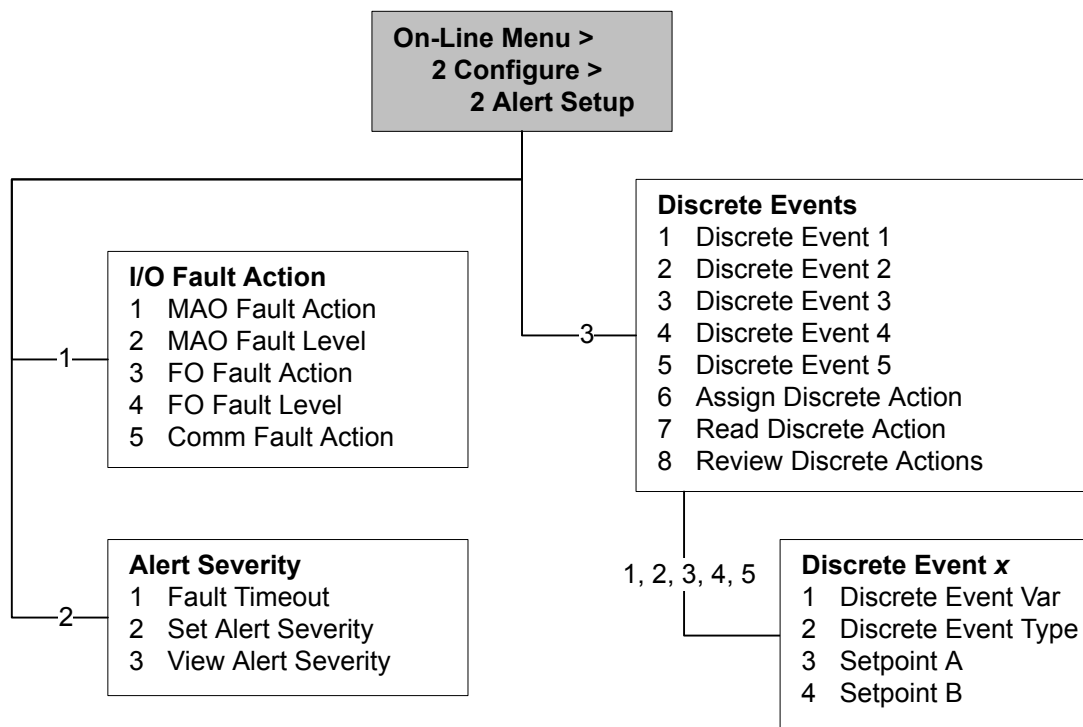 On-Line Menu >
2 Configure >
2 Alert Setup
I/O Fault Action
1 MAO Fault Action
2 MAO Fault Level
3 FO Fault Action
4 FO Fault Level
5 Comm Fault Action
1
Alert Severity
1 Fault Timeout
2 Set Alert Severity
3 View Alert Severity
2
Discrete Events
1 Discrete Event 1
2 Discrete Event 2
3 Discrete Event 3
4 Discrete Event 4
5 Discrete Event 5
6 Assign Discrete Action
7 Read Discrete Action
8 Review Discrete Actions
3
1, 2, 3, 4, 5
Discrete Event x
1 Discrete Event Var
2 Discrete Event Type
3 Setpoint A
4 Setpoint B